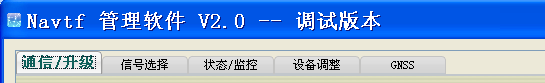 Navtf 管理软件 V2.0 -- 调试版本
通信/升级 信号选择 状态/监控 设备调整 GNSS